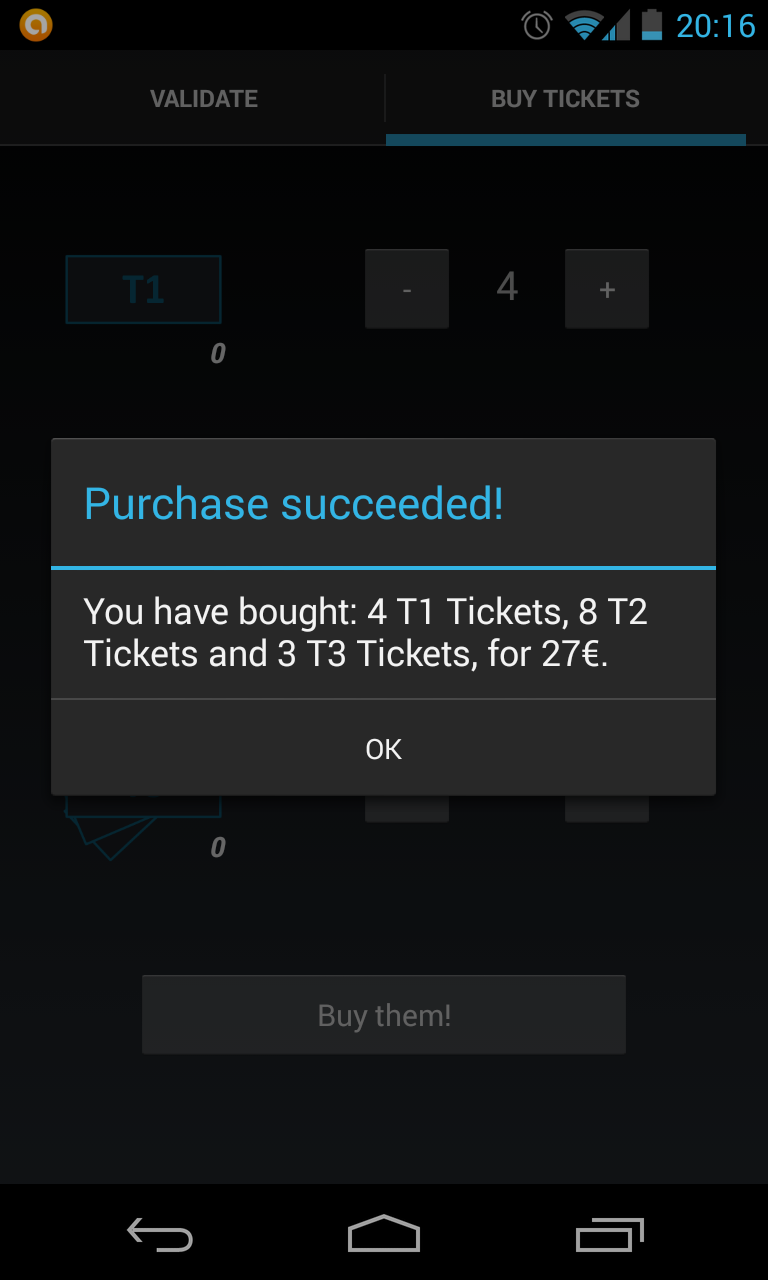 20:16
VALIDATE
BUY TICKETS
T1
- 4 +
0
Purchase succeeded!
You have bought: 4 T1 Tickets, 8 T2
Tickets and 3 T3 Tickets, for 27€.
OK
0
Buy them!